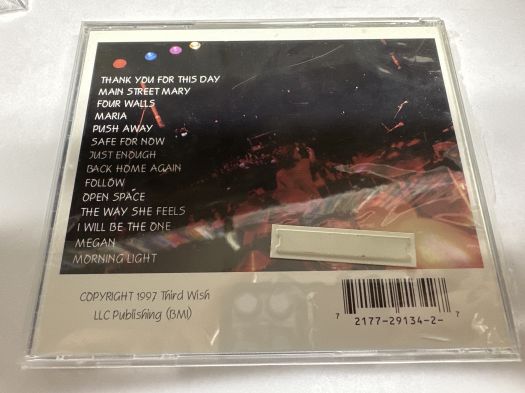 THANK YOU FOR THIS DAY
MAIN STREET MARY
FOUR WALLS
MARIA
PUSH AWAY
SAFE FOR NOW
JUST ENOUGH
BACK HOME AGAIN
FOLLOW
OPEN SPACE
THE WAY SHE FEELS
I WILL BE THE ONE
MEGAN
MORNING LIGHT
COPYRIGHT 1997 Third Wish
LLC Publishing (BMI)
7 2177-29134-2- 7